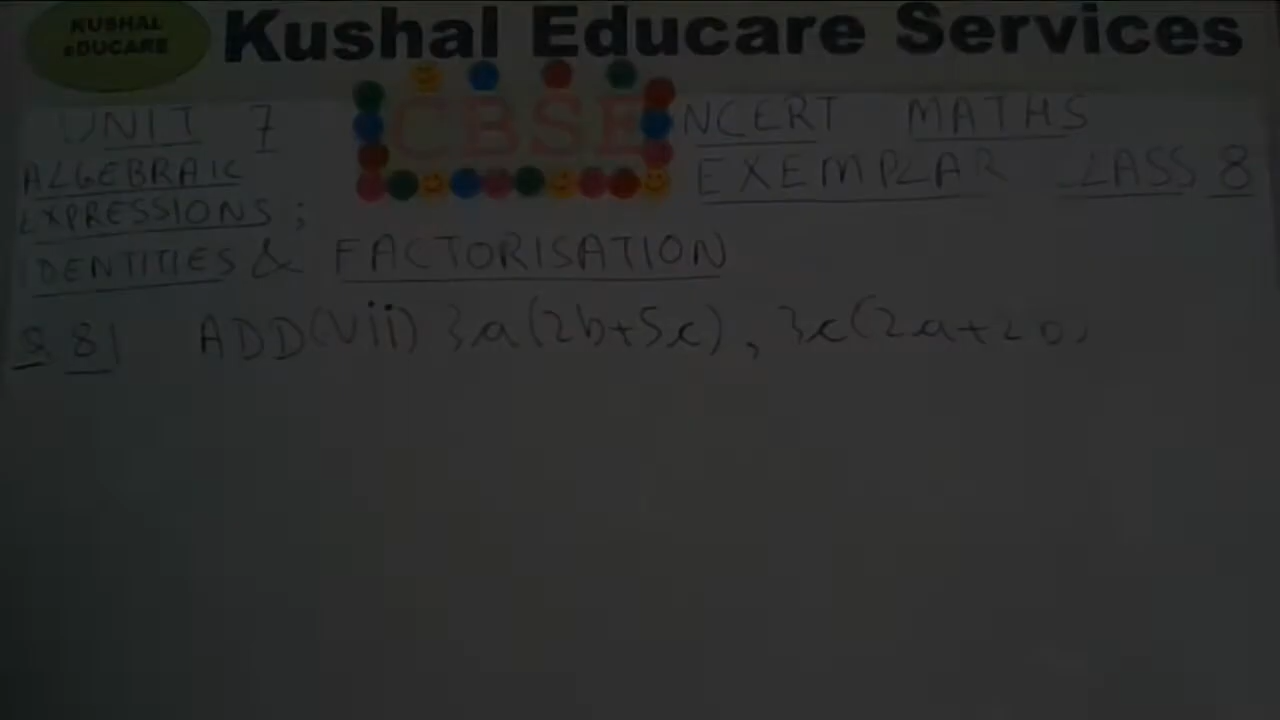 KUSHAL
eDUCARE
Kushal Educare Services
UNIT 7
CBSE
NCERT MATHS
ALGEBRAIC
EXEMPLAR CLASS 8
EXPRESSIONS ;
IDENTITIES & FACTORISATION
81 ADD (Vii) 3a(2b+5c), 3c(2a+2b)